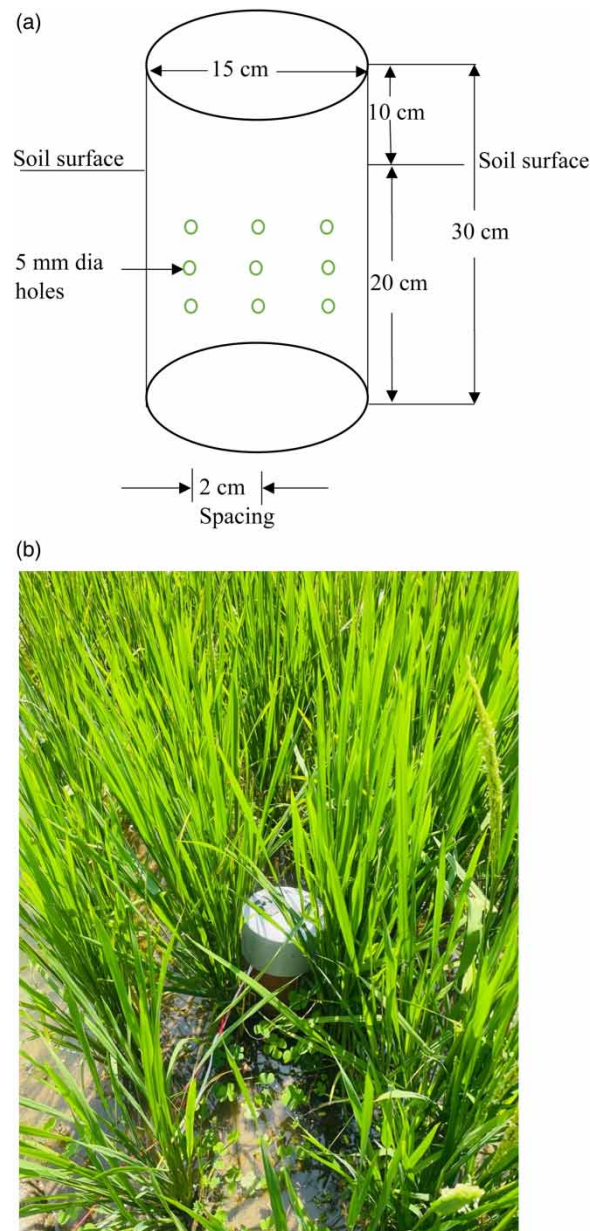 (a)
15 cm
10 cm
Soil surface
Soil surface
30 cm
5 mm dia
holes
20 cm
2 cm
Spacing
(b)